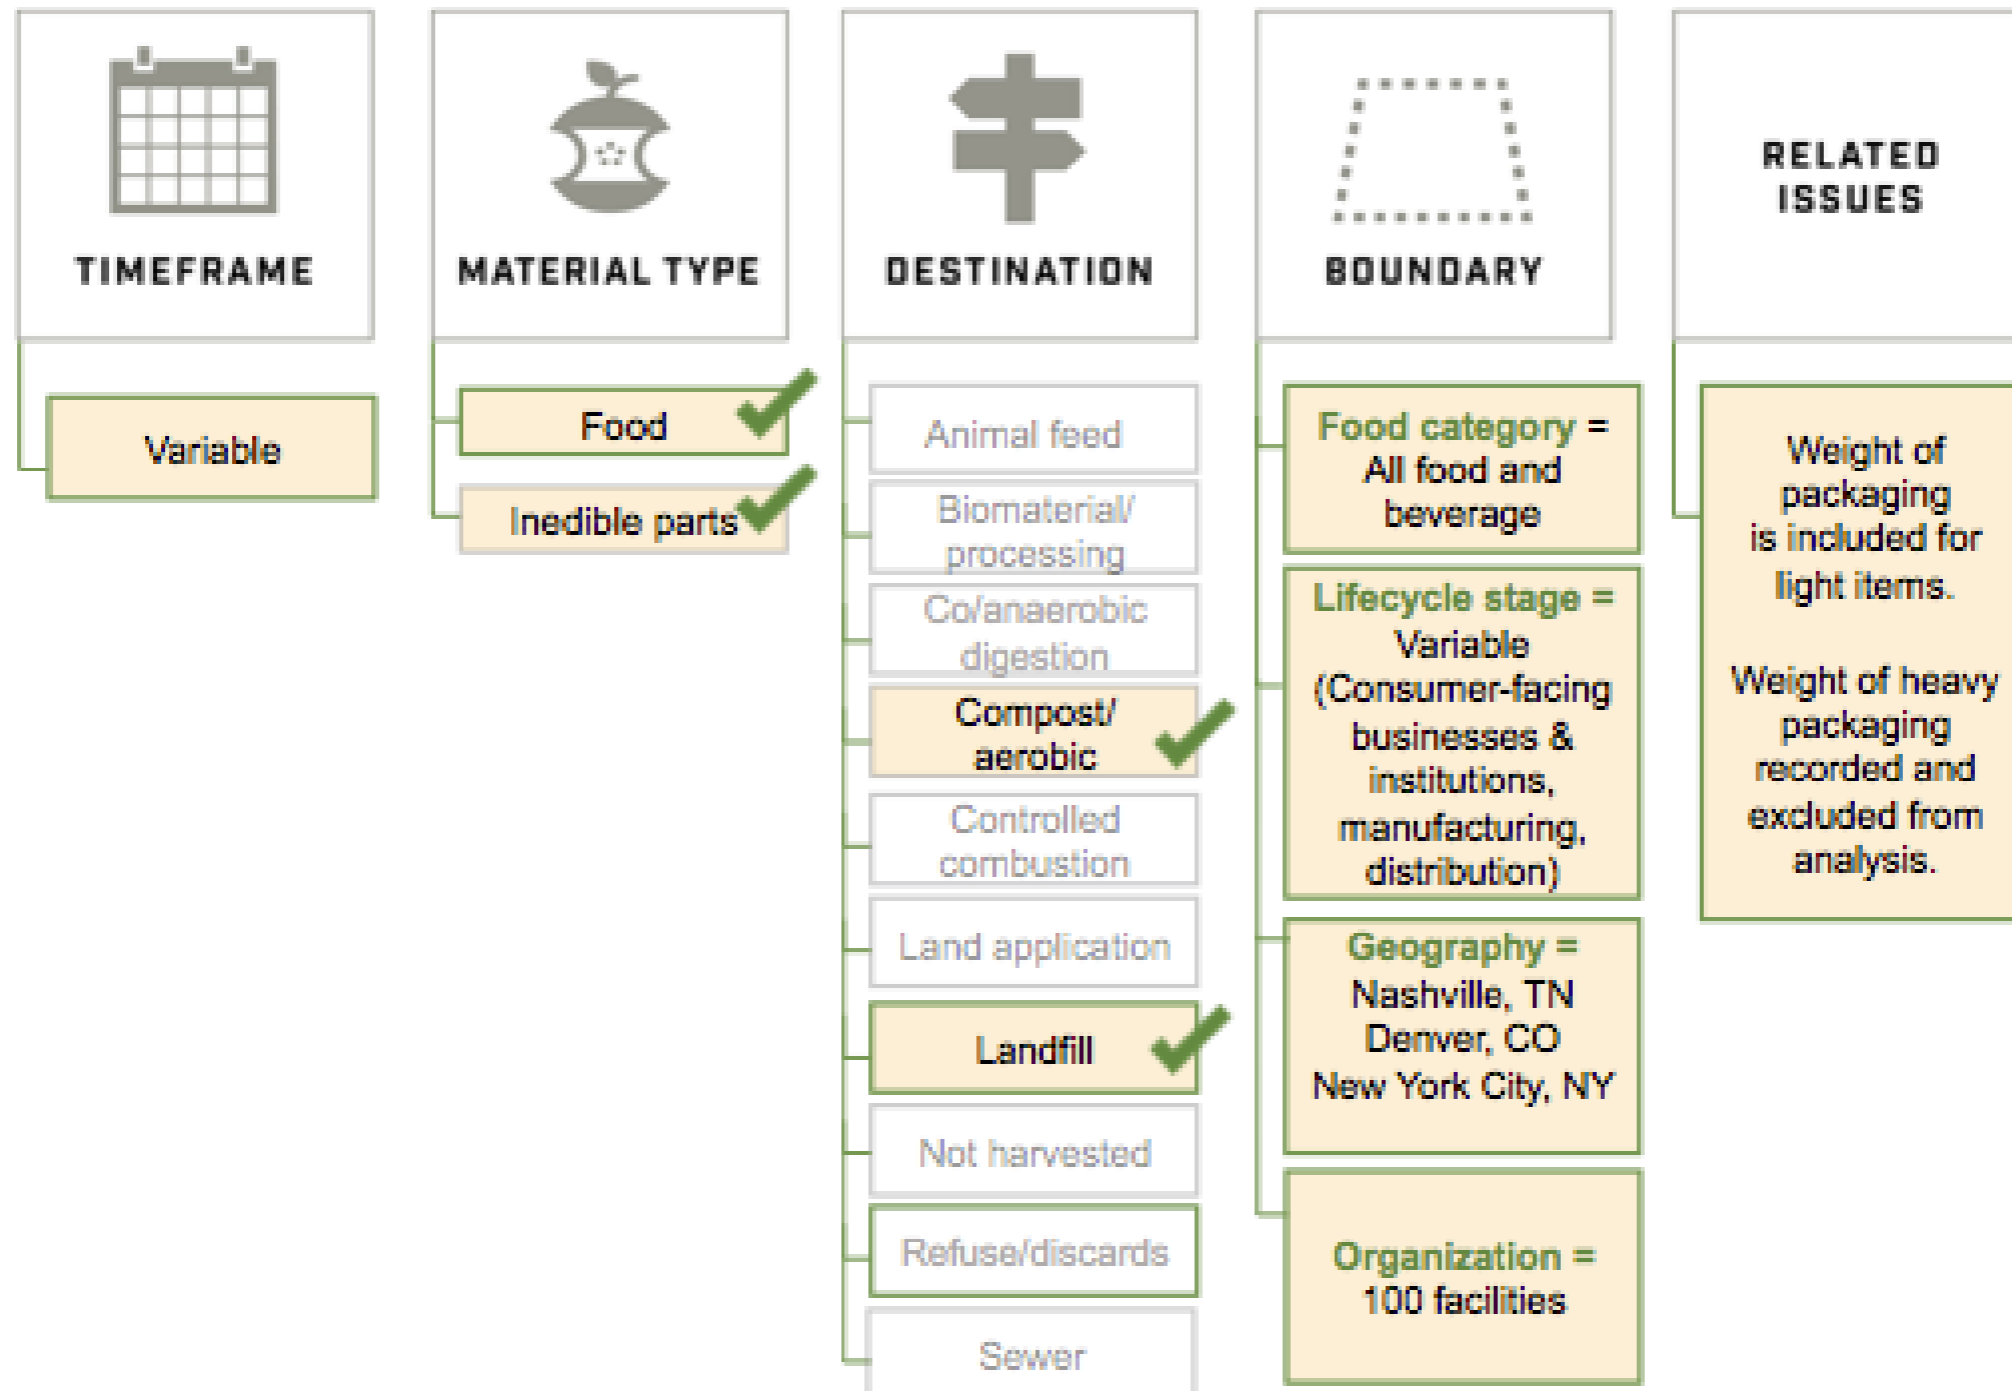 TIMEFRAME
Variable
MATERIAL TYPE
Food
Inedible parts
DESTINATION
Animal feed
Biomaterial/
processing
Co/anaerobic
digestion
Compost/
aerobic
Controlled
combustion
Land application
Landfill
Not harvested
Refuse/discards
Sewer
BOUNDARY
Food category =
All food and
beverage
Lifecycle stage =
Variable
(Consumer-facing
businesses &
institutions,
manufacturing,
distribution)
Geography =
Nashville, TN
Denver, CO
New York City, NY
Organization =
100 facilities
RELATED
ISSUES
Weight of
packaging
is included for
light items.
Weight of heavy
packaging
recorded and
excluded from
analysis.